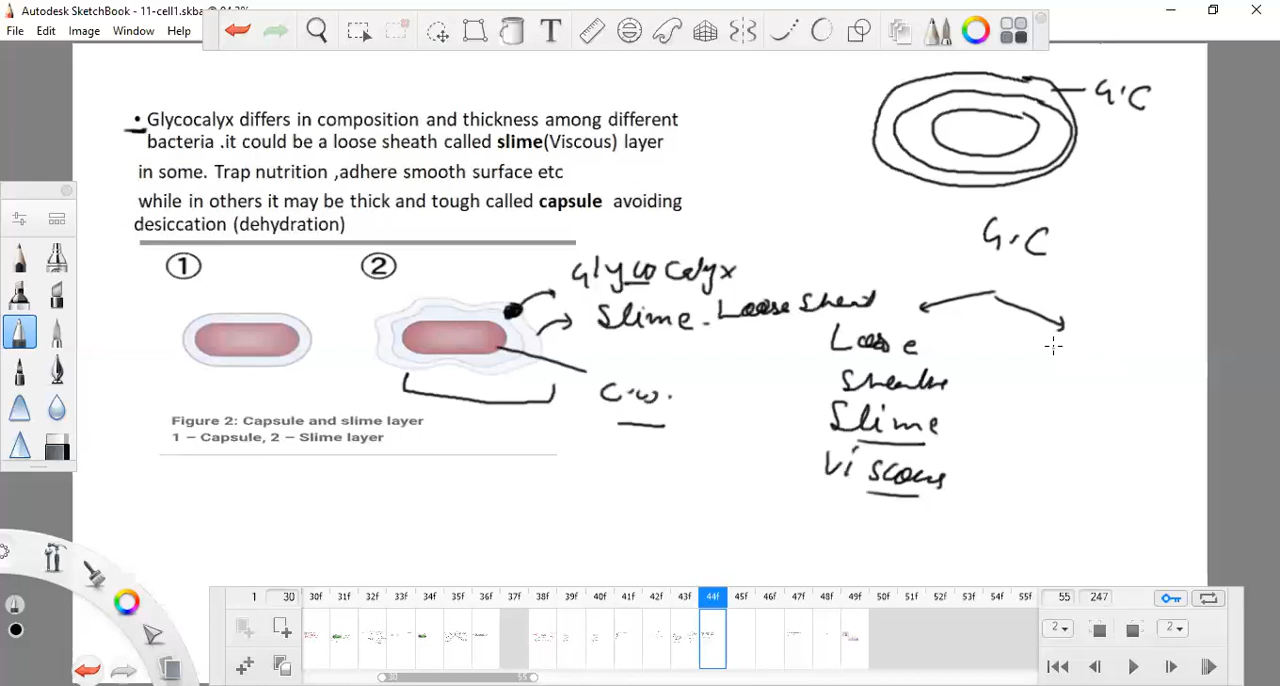 Autodesk SketchBook - 11-cell1.skba
File Edit Image Window Help
G.C
• Glycocalyx differs in composition and thickness among different
bacteria .it could be a loose sheath called slime(Viscous) layer
in some. Trap nutrition ,adhere smooth surface etc
while in others it may be thick and tough called capsule avoiding
desiccation (dehydration)
G.C
1 2
Glycocalyx
Slime. Loose
Loose
Slime
Viscous
C.W.
Figure 2: Capsule and slime layer
1 – Capsule, 2 – Slime layer
1 30 30f 31f 32f 33f 34f 35f 36f 37f 38f 39f 40f 41f 42f 43f 44f 45f 46f 47f 48f 49f 50f 51f 52f 53f 54f 55f 55 247
2 2
30 55